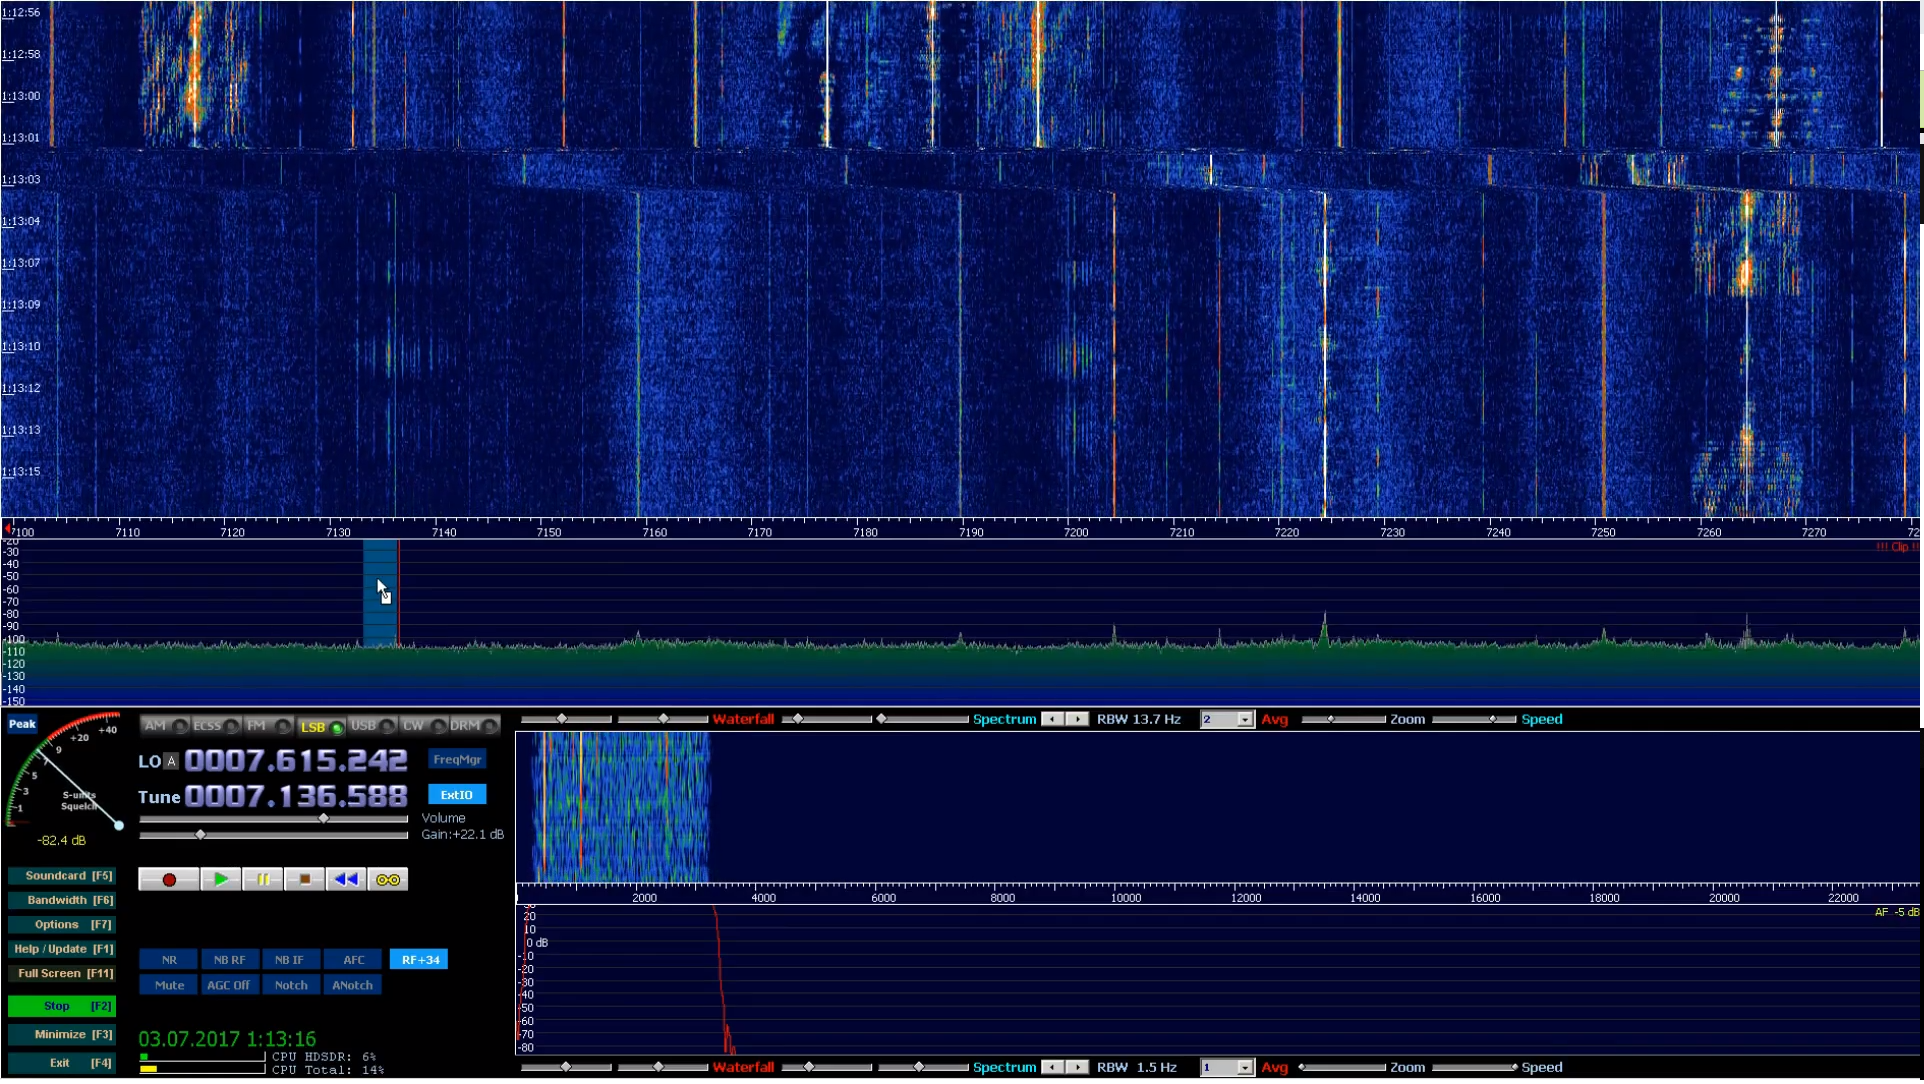 1:12:56
1:12:58
1:13:00
1:13:01
1:13:03
1:13:04
1:13:07
1:13:09
1:13:10
1:13:12
1:13:13
1:13:15
7100 7110 7120 7130 7140 7150 7160 7170 7180 7190 7200 7210 7220 7230 7240 7250 7260 7270
!!! Clip !!
-20
-30
-40
-50
-60
-70
-80
-90
-100
-110
-120
-130
-140
-150
Peak
1 3 5 7 9 +20 +40
S-units
Squelch
-82.4 dB
AM ECSS FM LSB USB CW DRM
LO A 0007.615.242 FreqMgr
Tune 0007.136.588 ExtIO
Volume
Gain:+22.1 dB
Waterfall Spectrum RBW 13.7 Hz 2 Avg Zoom Speed
Soundcard [F5]
Bandwidth [F6]
Options [F7]
Help / Update [F1]
Full Screen [F11]
Stop [F2]
Minimize [F3]
Exit [F4]
NR NB RF NB IF AFC RF+34
Mute AGC Off Notch ANotch
03.07.2017 1:13:16
CPU HDSDR: 6%
CPU Total: 14%
2000 4000 6000 8000 10000 12000 14000 16000 18000 20000 22000
AF -5 dB
20
10
0 dB
-10
-20
-30
-40
-50
-60
-70
-80
Waterfall Spectrum RBW 1.5 Hz 1 Avg Zoom Speed